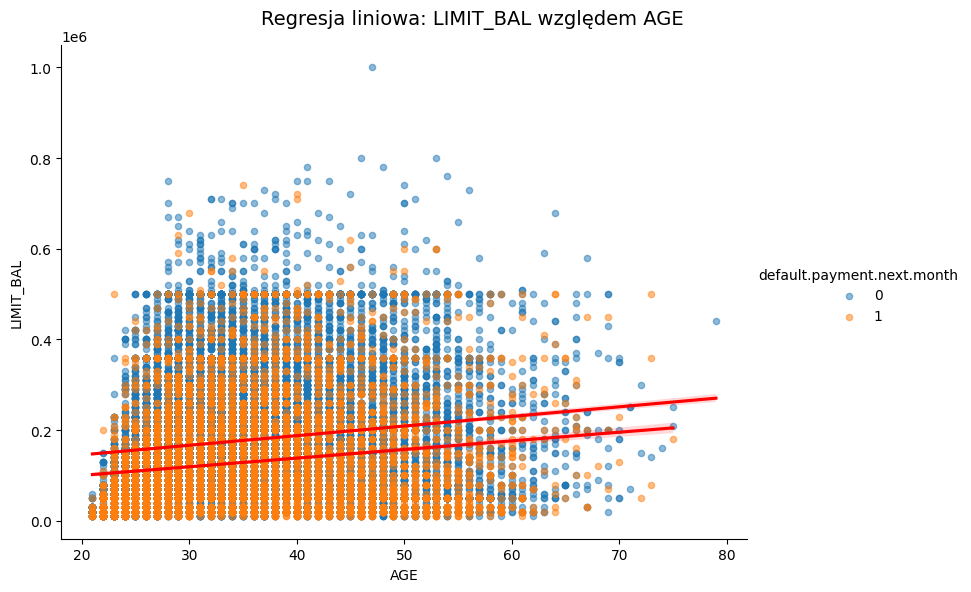 Regresja liniowa: LIMIT_BAL względem AGE
1e6
1.0
0.8
0.6
0.4
0.2
0.0
LIMIT_BAL
20 30 40 50 60 70 80
AGE
default.payment.next.month
0
1